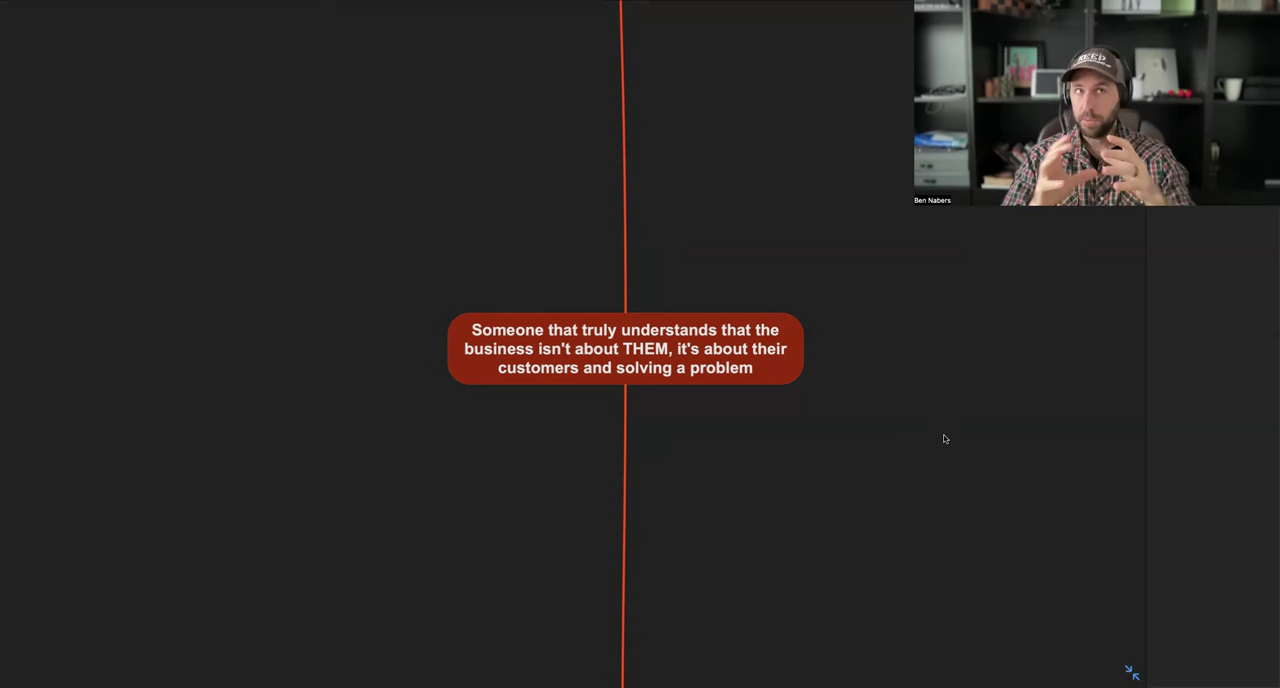 KEEP
Ben Nabers
Someone that truly understands that the
business isn't about THEM, it's about their
customers and solving a problem